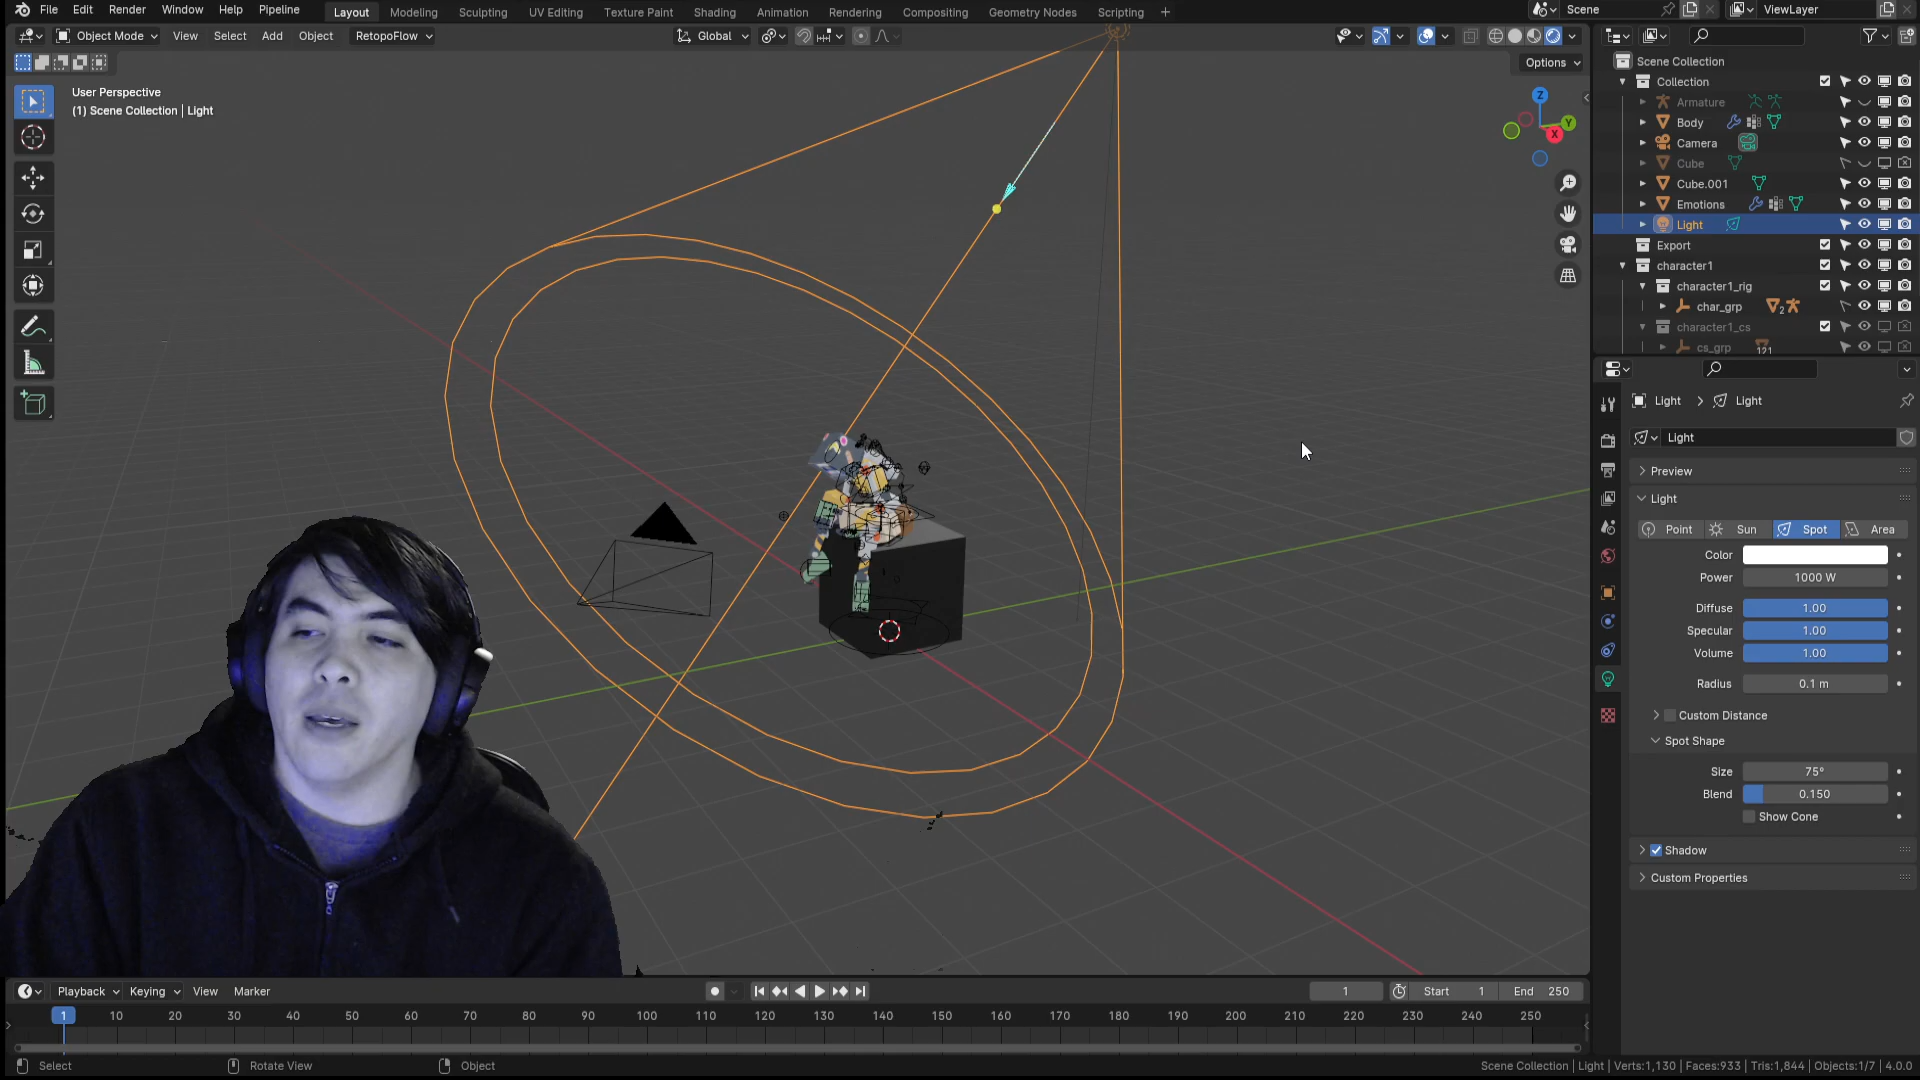 File Edit Render Window Help Pipeline Layout Modeling Sculpting UV Editing Texture Paint Shading Animation Rendering Compositing Geometry Nodes Scripting + Scene ViewLayer
Object Mode View Select Add Object RetopoFlow Global
Options
User Perspective
(1) Scene Collection | Light
Z
Y
X
Scene Collection
Collection
Armature
Body
Camera
Cube
Cube.001
Emotions
Light
Export
character1
character1_rig
char_grp 2
character1_cs
cs_grp 121
Light > Light
Light
Preview
Light
Point Sun Spot Area
Color
Power 1000 W
Diffuse 1.00
Specular 1.00
Volume 1.00
Radius 0.1 m
Custom Distance
Spot Shape
Size 75°
Blend 0.150
Show Cone
Shadow
Custom Properties
Playback Keying View Marker 1 Start 1 End 250
1 10 20 30 40 50 60 70 80 90 100 110 120 130 140 150 160 170 180 190 200 210 220 230 240 250
Select Rotate View Object Scene Collection | Light | Verts:1,130 | Faces:933 | Tris:1,844 | Objects:1/7 | 4.0.0